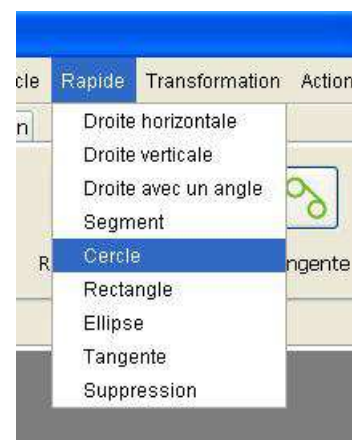 cle Rapide Transformation Action
n
Droite horizontale
Droite verticale
Droite avec un angle
Segment
Cercle
R ngente
Rectangle
Ellipse
Tangente
Suppression